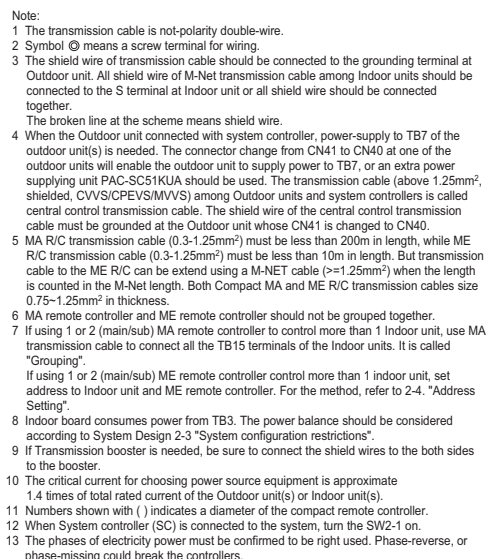 Note:
1 The transmission cable is not-polarity double-wire.
2 Symbol ◎ means a screw terminal for wiring.
3 The shield wire of transmission cable should be connected to the grounding terminal at
Outdoor unit. All shield wire of M-Net transmission cable among Indoor units should be
connected to the S terminal at Indoor unit or all shield wire should be connected
together.
The broken line at the scheme means shield wire.
4 When the Outdoor unit connected with system controller, power-supply to TB7 of the
outdoor unit(s) is needed. The connector change from CN41 to CN40 at one of the
outdoor units will enable the outdoor unit to supply power to TB7, or an extra power
supplying unit PAC-SC51KUA should be used. The transmission cable (above 1.25mm²,
shielded, CVVS/CPEVS/MVVS) among Outdoor units and system controllers is called
central control transmission cable. The shield wire of the central control transmission
cable must be grounded at the Outdoor unit whose CN41 is changed to CN40.
5 MA R/C transmission cable (0.3-1.25mm²) must be less than 200m in length, while ME
R/C transmission cable (0.3-1.25mm²) must be less than 10m in length. But transmission
cable to the ME R/C can be extend using a M-NET cable (>=1.25mm²) when the length
is counted in the M-Net length. Both Compact MA and ME R/C transmission cables size
0.75~1.25mm² in thickness.
6 MA remote controller and ME remote controller should not be grouped together.
7 If using 1 or 2 (main/sub) MA remote controller to control more than 1 Indoor unit, use MA
transmission cable to connect all the TB15 terminals of the Indoor units. It is called
"Grouping".
If using 1 or 2 (main/sub) ME remote controller control more than 1 indoor unit, set
address to Indoor unit and ME remote controller. For the method, refer to 2-4. "Address
Setting".
8 Indoor board consumes power from TB3. The power balance should be considered
according to System Design 2-3 "System configuration restrictions".
9 If Transmission booster is needed, be sure to connect the shield wires to the both sides
to the booster.
10 The critical current for choosing power source equipment is approximate
1.4 times of total rated current of the Outdoor unit(s) or Indoor unit(s).
11 Numbers shown with ( ) indicates a diameter of the compact remote controller.
12 When System controller (SC) is connected to the system, turn the SW2-1 on.
13 The phases of electricity power must be confirmed to be right used. Phase-reverse, or
phase-missing could break the controllers.